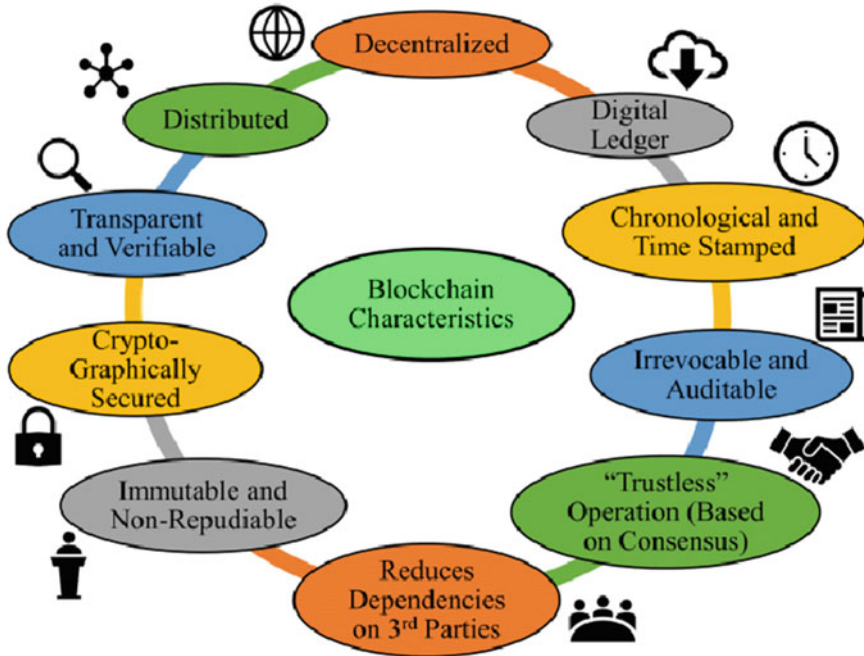 Decentralized
Digital
Ledger
Chronological and
Time Stamped
Irrevocable and
Auditable
“Trustless”
Operation (Based
on Consensus)
Reduces
Dependencies
on 3rd Parties
Immutable and
Non-Repudiable
Crypto-
Graphically
Secured
Transparent
and Verifiable
Distributed
Blockchain
Characteristics